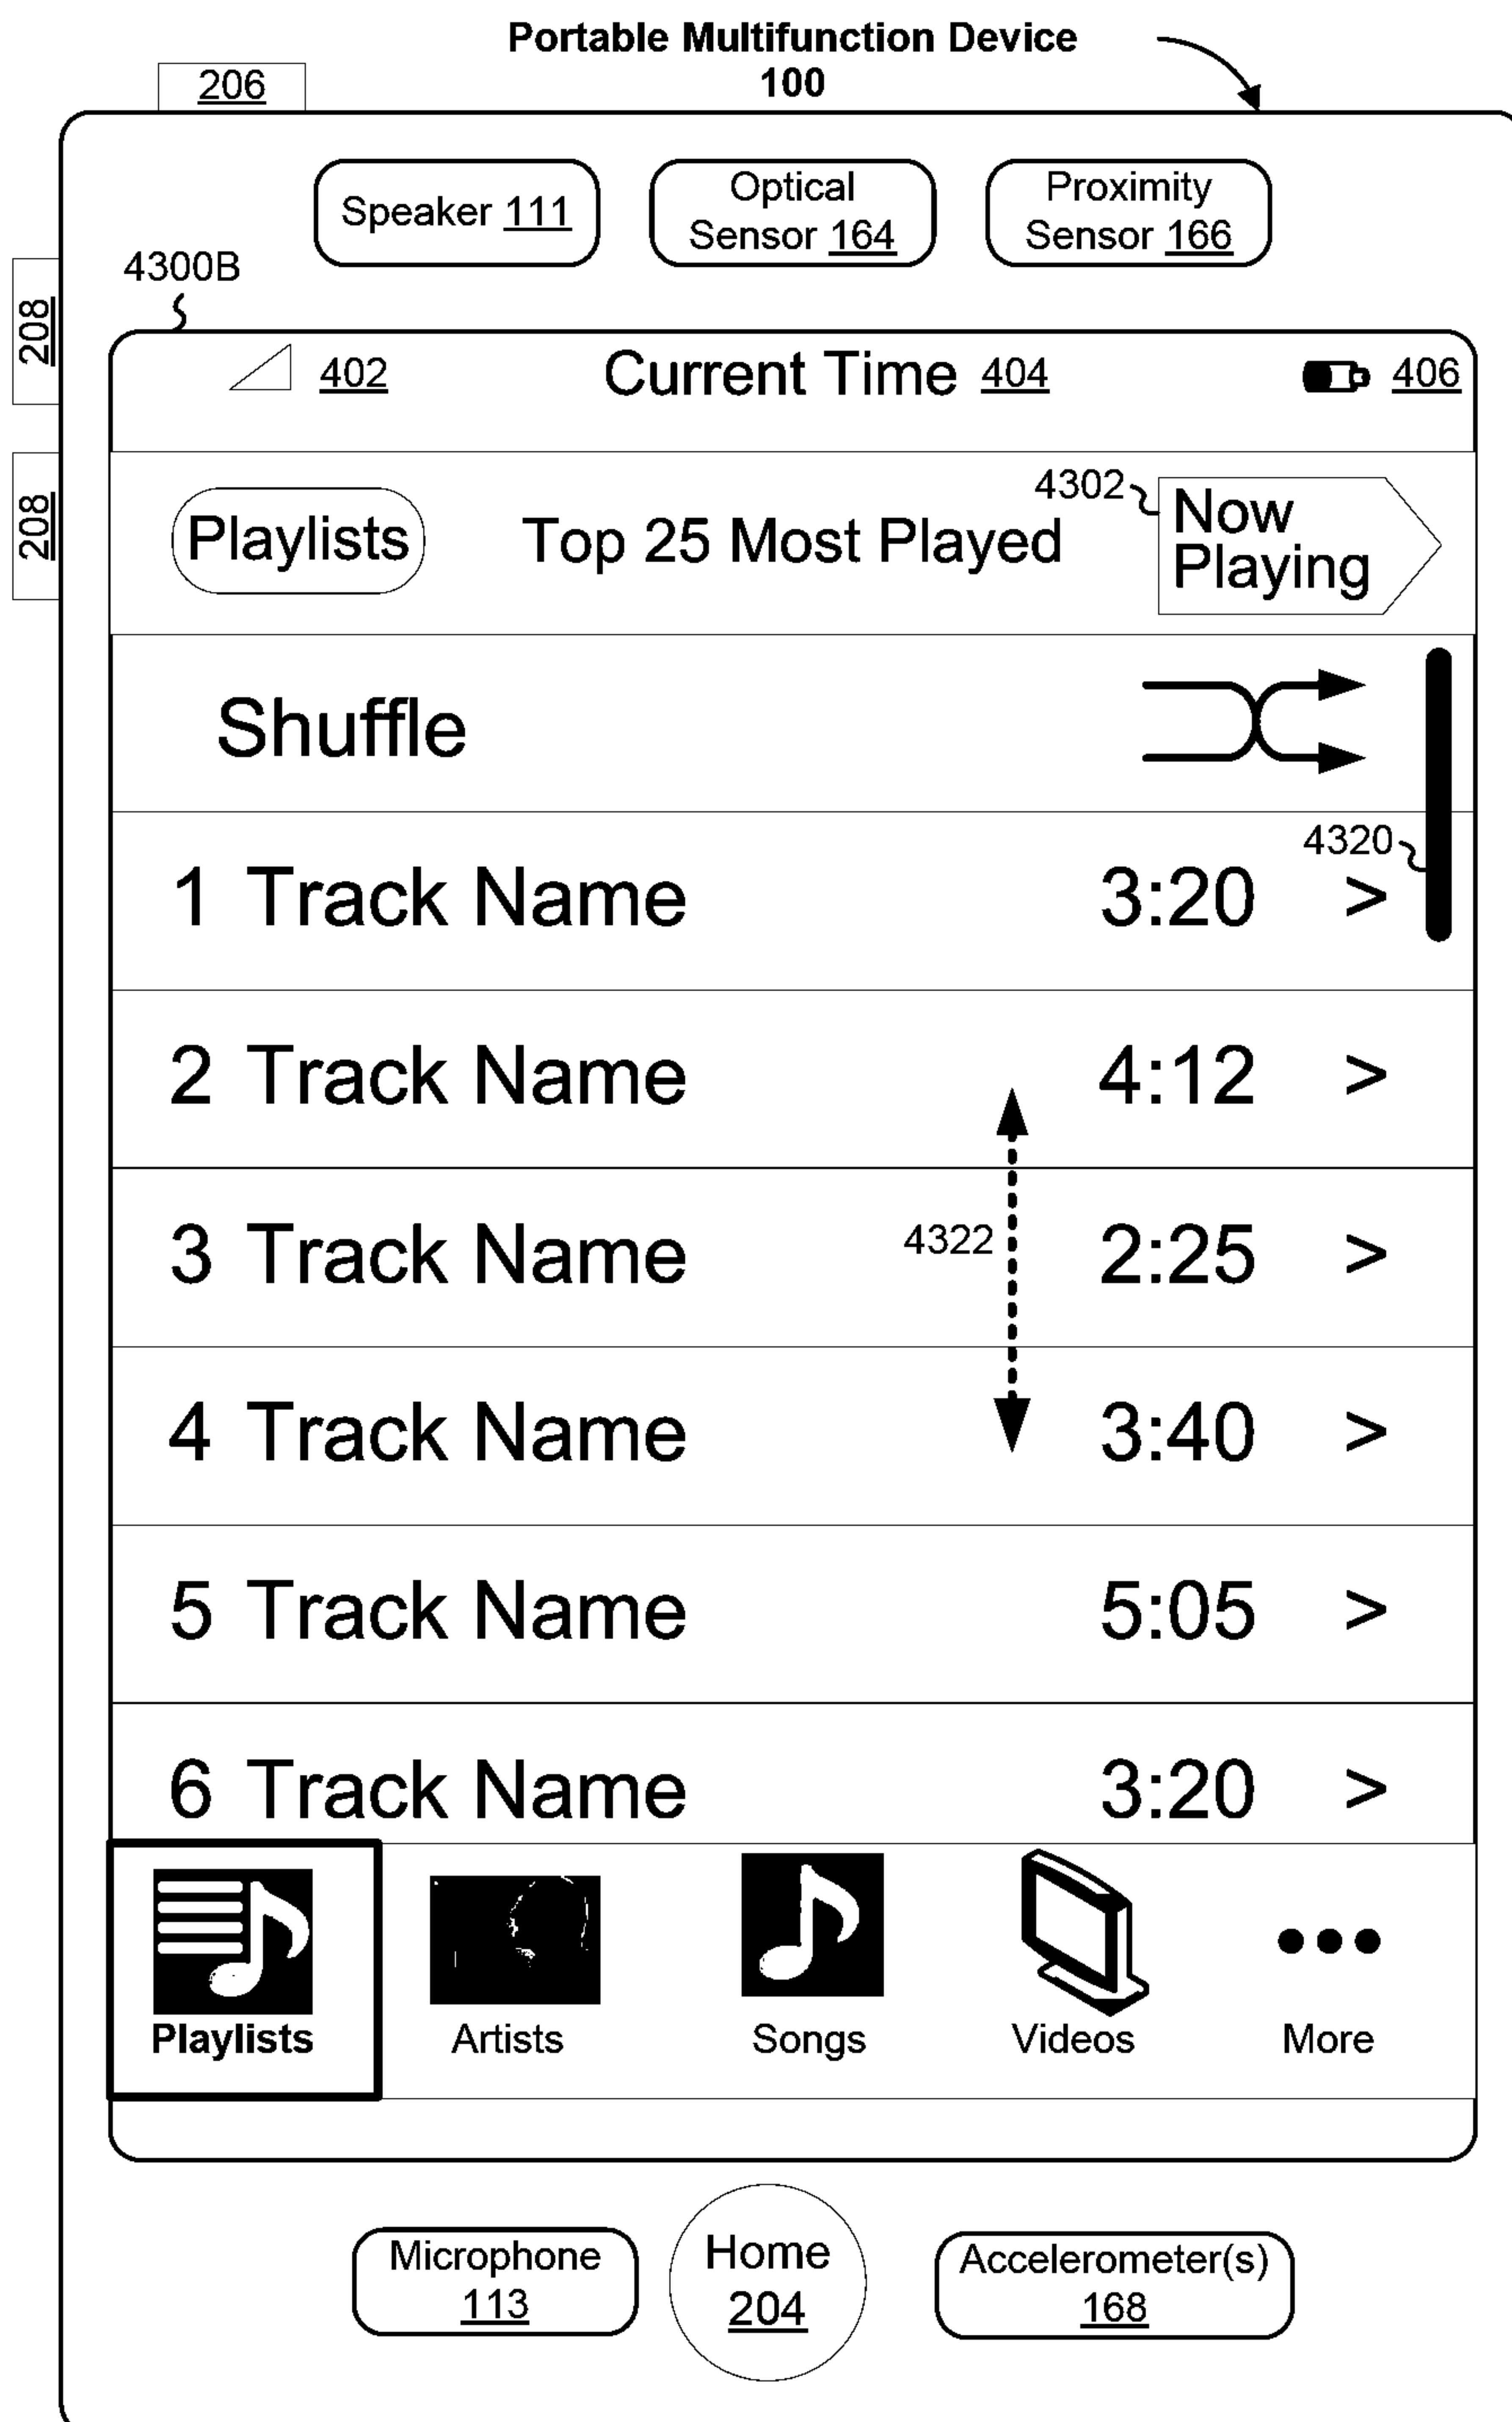 Portable Multifunction Device
100
206
Speaker 111
Optical
Sensor 164
Proximity
Sensor 166
4300B
208
402
Current Time 404
406
208
Playlists
Top 25 Most Played
4302
Now
Playing
Shuffle
4320
1 Track Name 3:20 >
2 Track Name 4:12 >
3 Track Name 2:25 >
4322
4 Track Name 3:40 >
5 Track Name 5:05 >
6 Track Name 3:20 >
Playlists
Artists
Songs
Videos
More
Microphone
113
Home
204
Accelerometer(s)
168